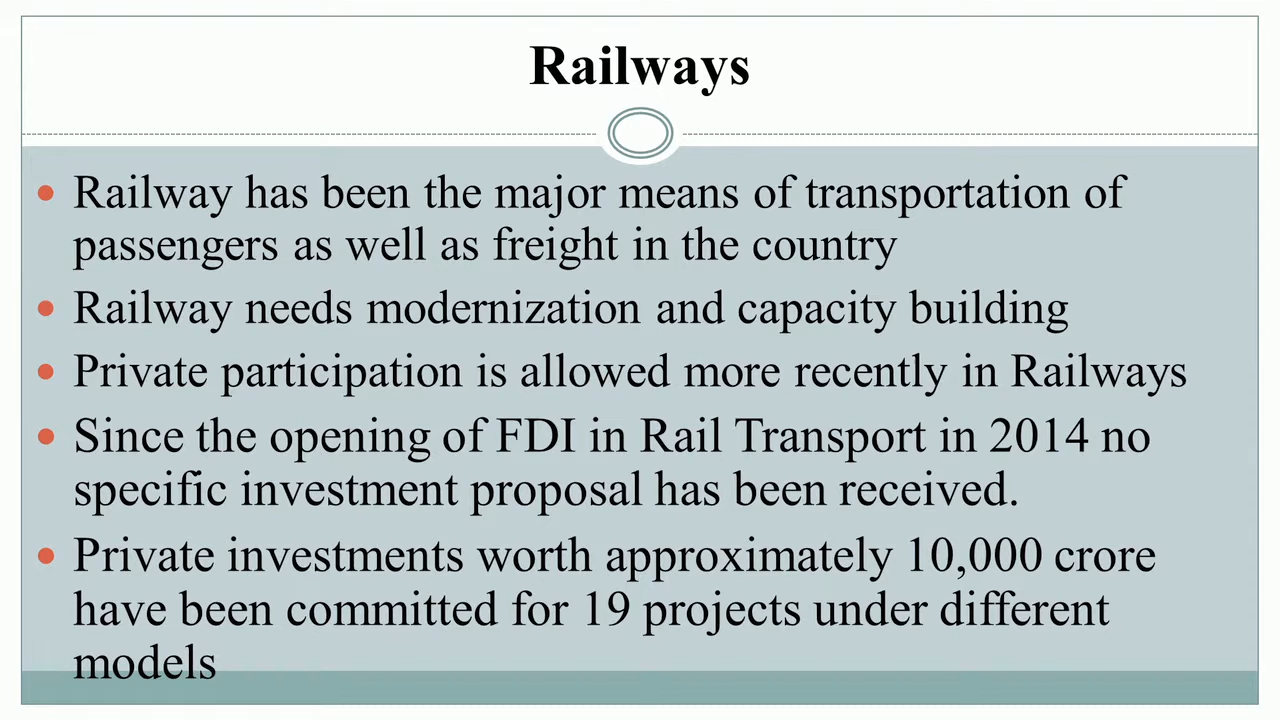 Railways
Railway has been the major means of transportation of
passengers as well as freight in the country
Railway needs modernization and capacity building
Private participation is allowed more recently in Railways
Since the opening of FDI in Rail Transport in 2014 no
specific investment proposal has been received.
Private investments worth approximately 10,000 crore
have been committed for 19 projects under different
models